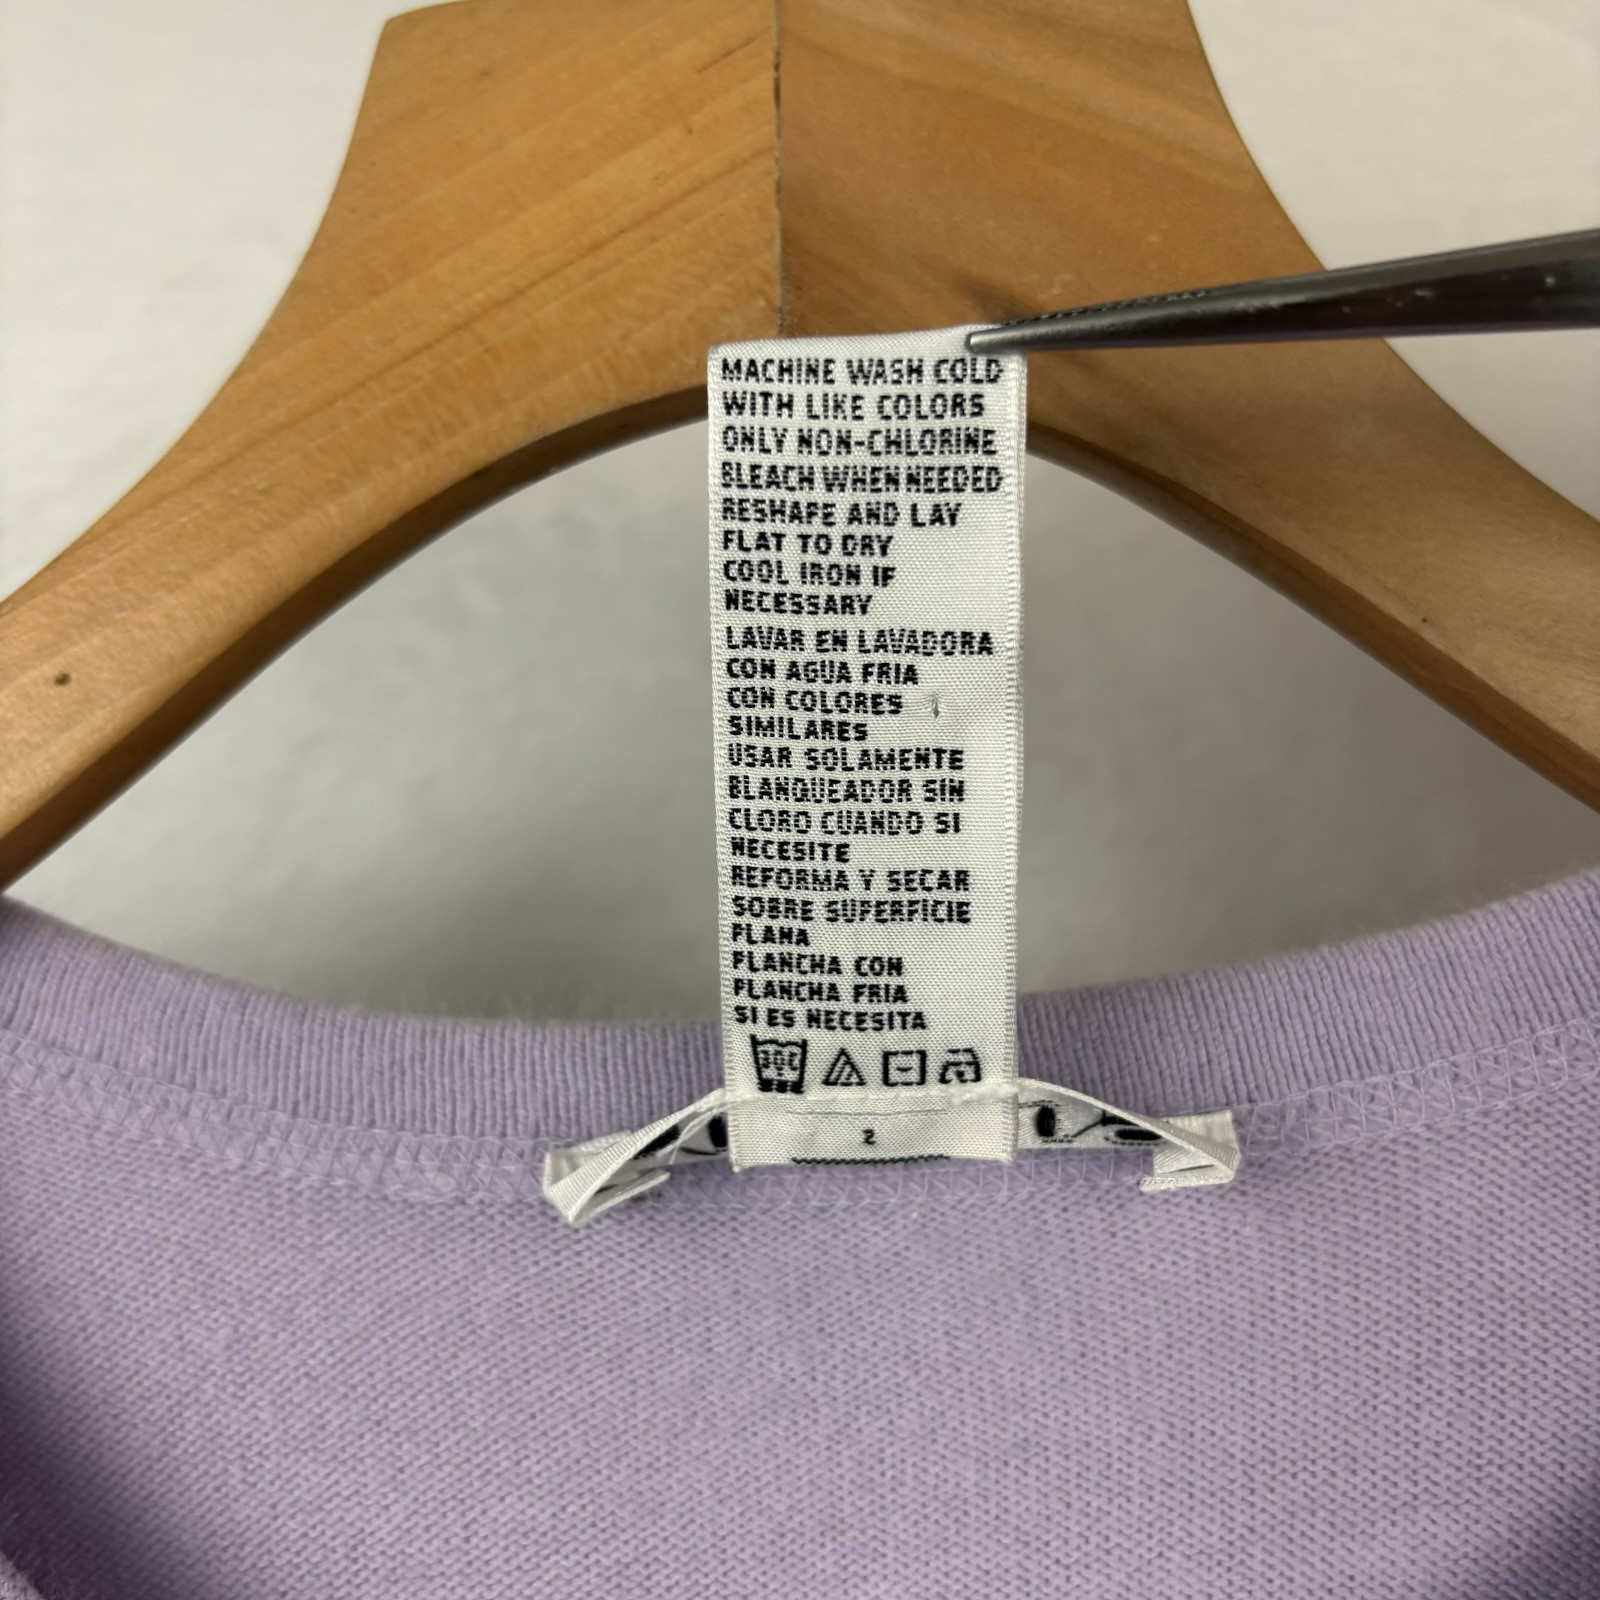 MACHINE WASH COLD
WITH LIKE COLORS
ONLY NON-CHLORINE
BLEACH WHEN NEEDED
RESHAPE AND LAY
FLAT TO DRY
COOL IRON IF
NECESSARY
LAVAR EN LAVADORA
CON AGUA FRIA
CON COLORES
SIMILARES
USAR SOLAMENTE
BLANQUEADOR SIN
CLORO CUANDO SI
NECESITE
REFORMA Y SECAR
SOBRE SUPERFICIE
PLANA
PLANCHA CON
PLANCHA FRIA
SI ES NECESITA
30C
2